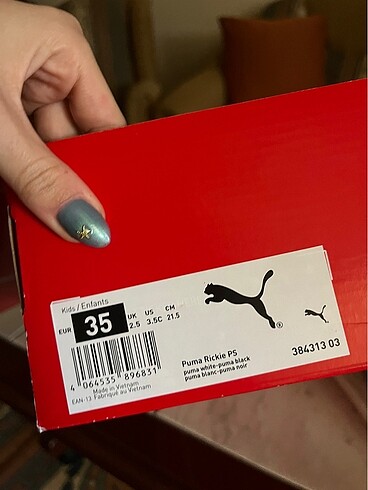 Kids / Enfants
EUR 35 UK 2.5 US 3.5C CM 21.5
4 064535 896831
Made in Vietnam
EAN-13 Fabriqué au Vietnam
Puma Rickie PS
puma white-puma black
puma blanc-puma noir
384313 03
®